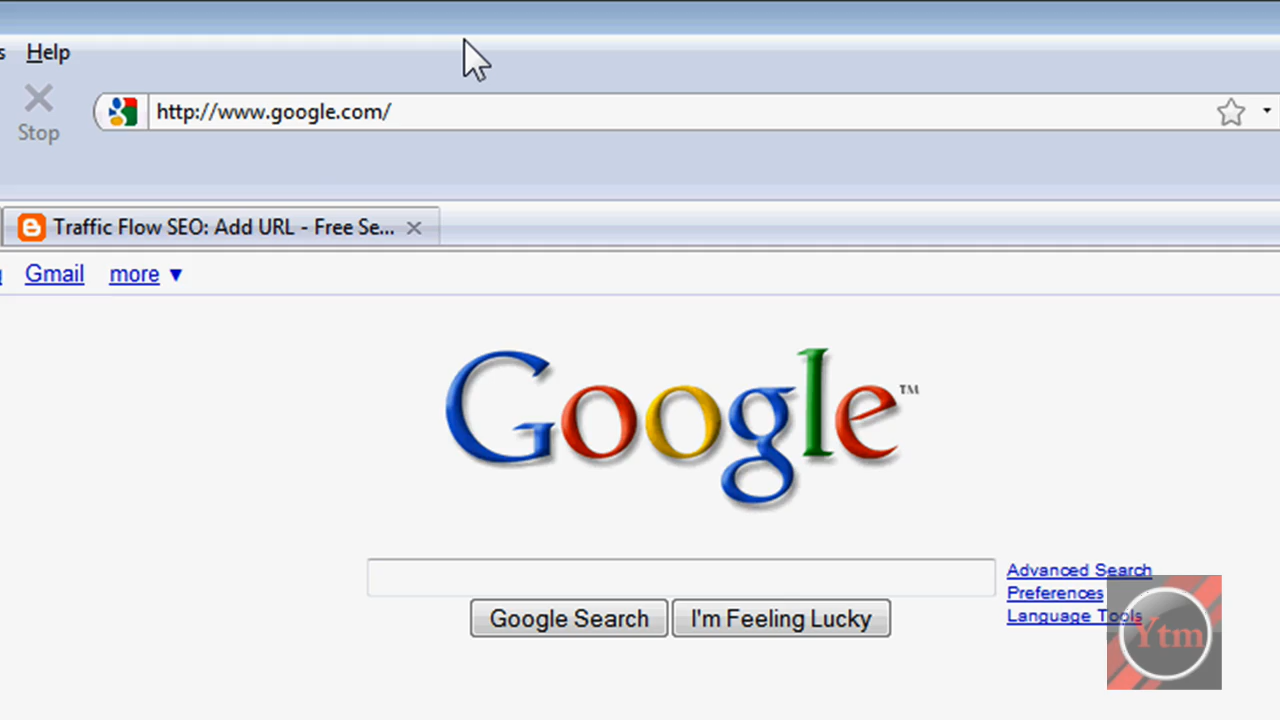 s Help
Stop
http://www.google.com/
Traffic Flow SEO: Add URL - Free Se...
Gmail more ▼
Google™
Advanced Search
Preferences
Language Tools
Google Search I'm Feeling Lucky
Ytm